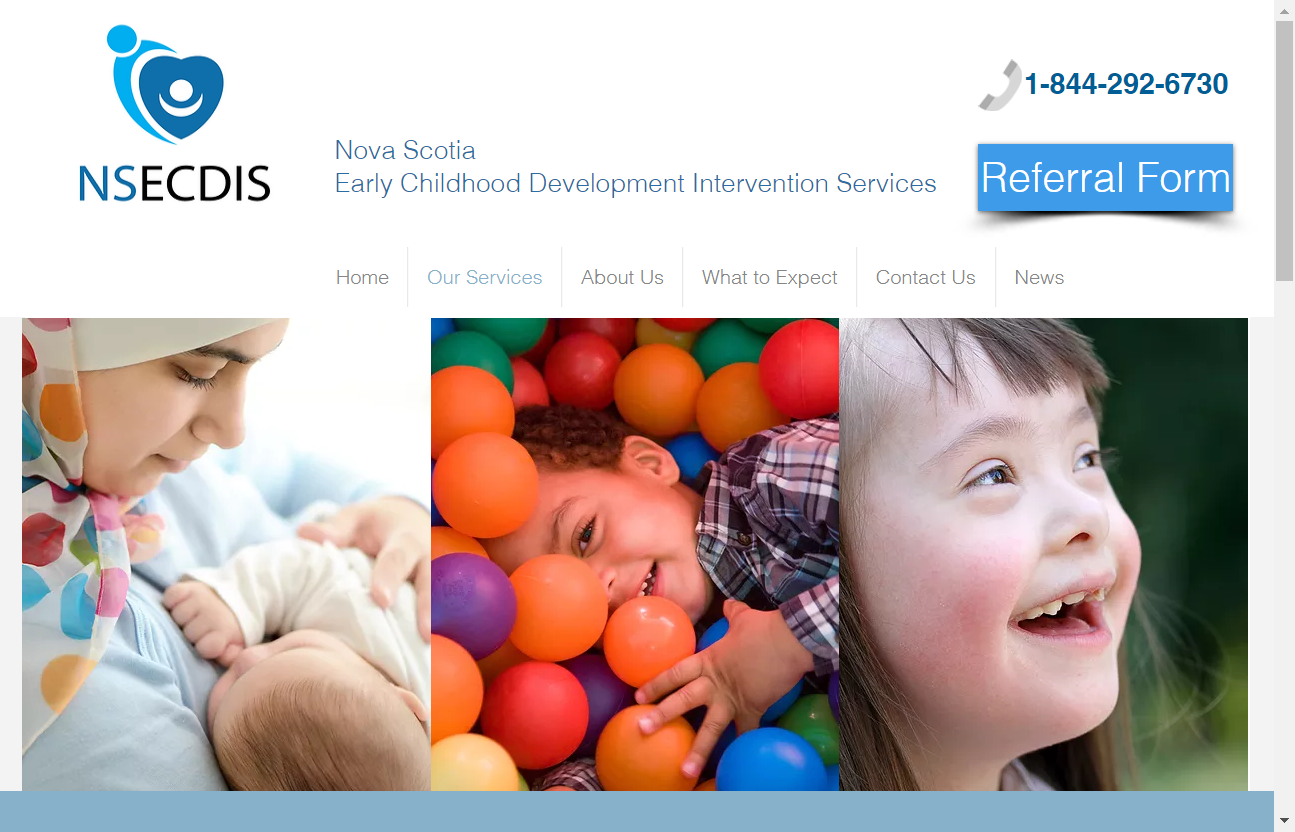 NSECDIS
Nova Scotia
Early Childhood Development Intervention Services
1-844-292-6730
Referral Form
Home
Our Services
About Us
What to Expect
Contact Us
News